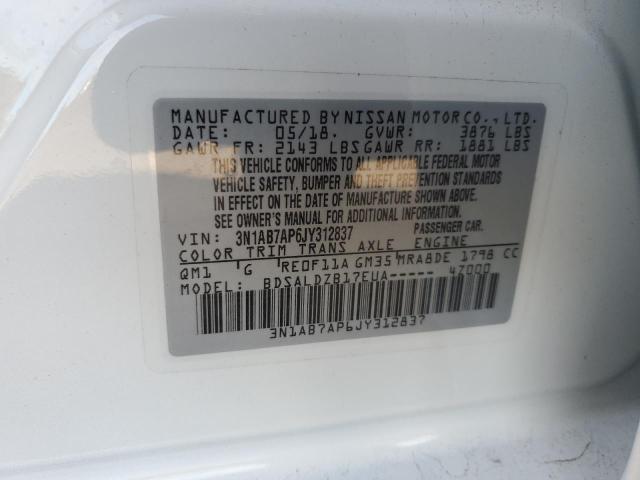 MANUFACTURED BY NISSAN MOTOR CO., LTD.
DATE: 05/18. GVWR: 3876 LBS
GAWR FR: 2143 LBS GAWR RR: 1881 LBS
THIS VEHICLE CONFORMS TO ALL APPLICABLE FEDERAL MOTOR
VEHICLE SAFETY, BUMPER AND THEFT PREVENTION STANDARDS
IN EFFECT ON THE DATE OF MANUFACTURE SHOWN ABOVE.
SEE OWNER'S MANUAL FOR ADDITIONAL INFORMATION.
VIN: 3N1AB7AP6JY312837 PASSENGER CAR.
COLOR TRIM TRANS AXLE ENGINE
QM1 G RE0F11A GM35 MRA8DE 1798 CC
MODEL: BDSALDZB17EUA----- 47000
3N1AB7AP6JY312837